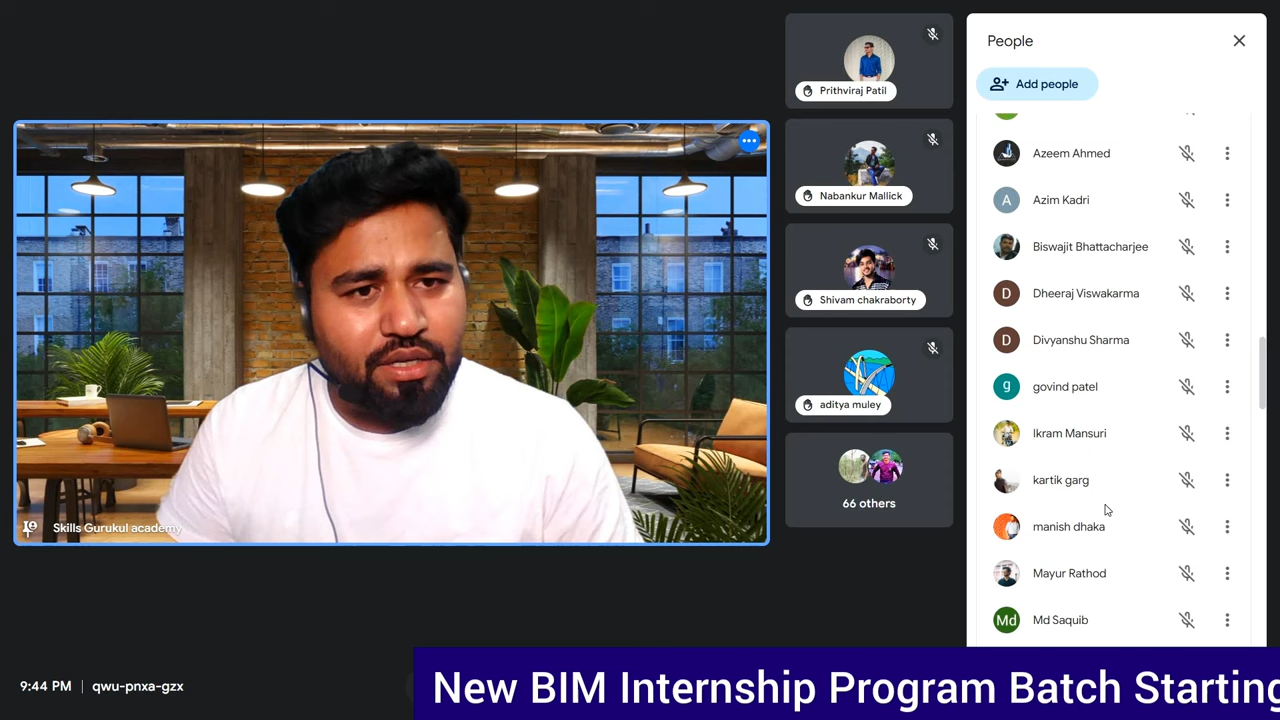 Prithviraj Patil
Nabankur Mallick
Shivam chakraborty
aditya muley
66 others
Skills Gurukul academy
People
Add people
Azeem Ahmed
A
Azim Kadri
Biswajit Bhattacharjee
D
Dheeraj Viswakarma
D
Divyanshu Sharma
g
govind patel
Ikram Mansuri
kartik garg
manish dhaka
Mayur Rathod
Md
Md Saquib
9:44 PM | qwu-pnxa-gzx
New BIM Internship Program Batch Starting